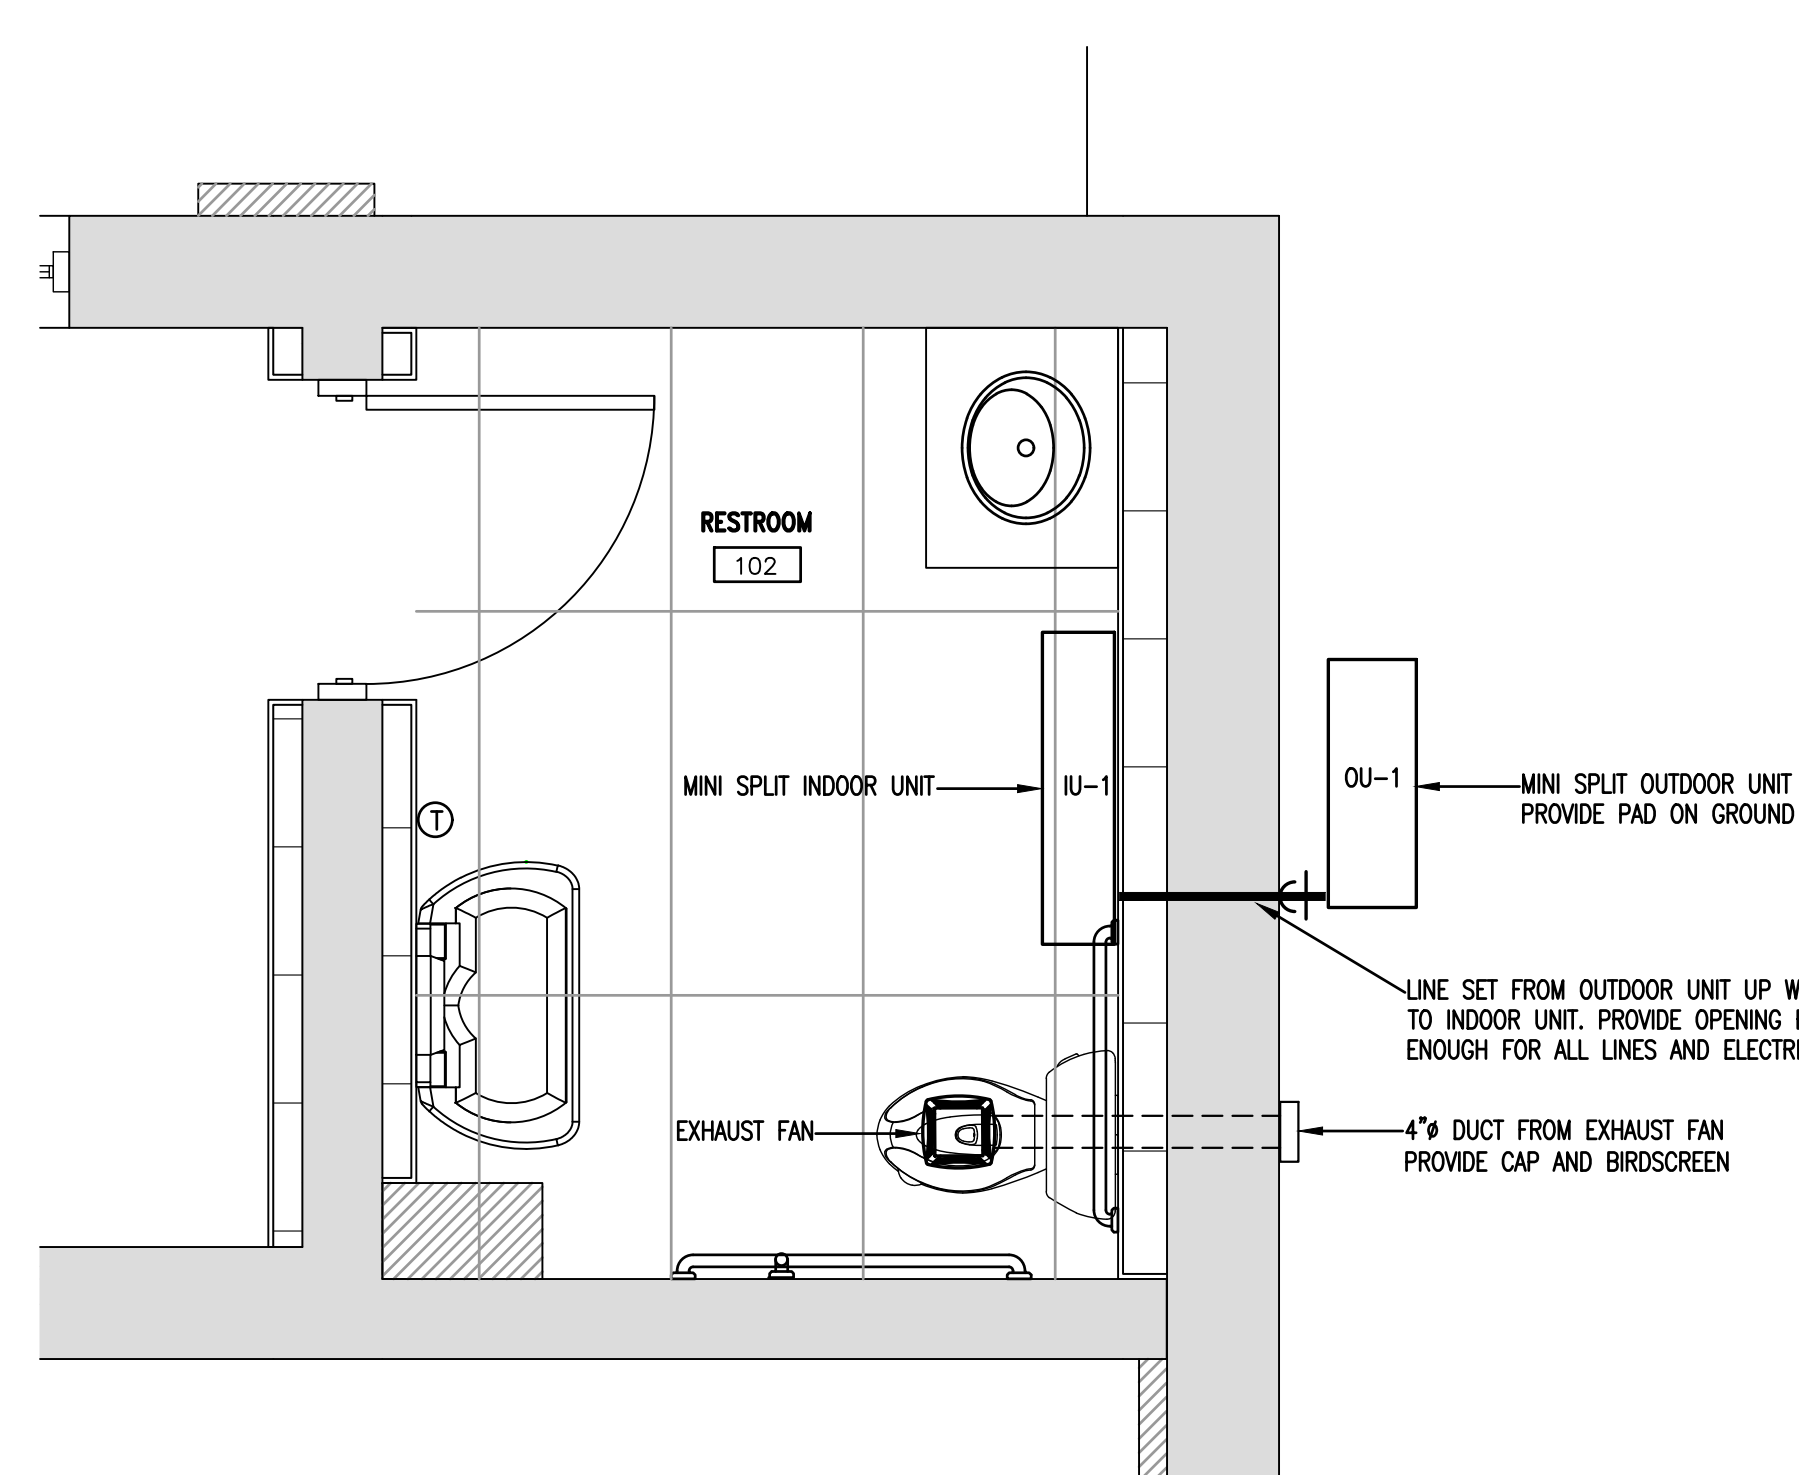 RESTROOM
102
MINI SPLIT INDOOR UNIT
IU-1
OU-1
MINI SPLIT OUTDOOR UNIT
PROVIDE PAD ON GROUND
T
LINE SET FROM OUTDOOR UNIT UP
TO INDOOR UNIT. PROVIDE OPENING
ENOUGH FOR ALL LINES AND
EXHAUST FAN
4"ø DUCT FROM EXHAUST FAN
PROVIDE CAP AND BIRDSCREEN